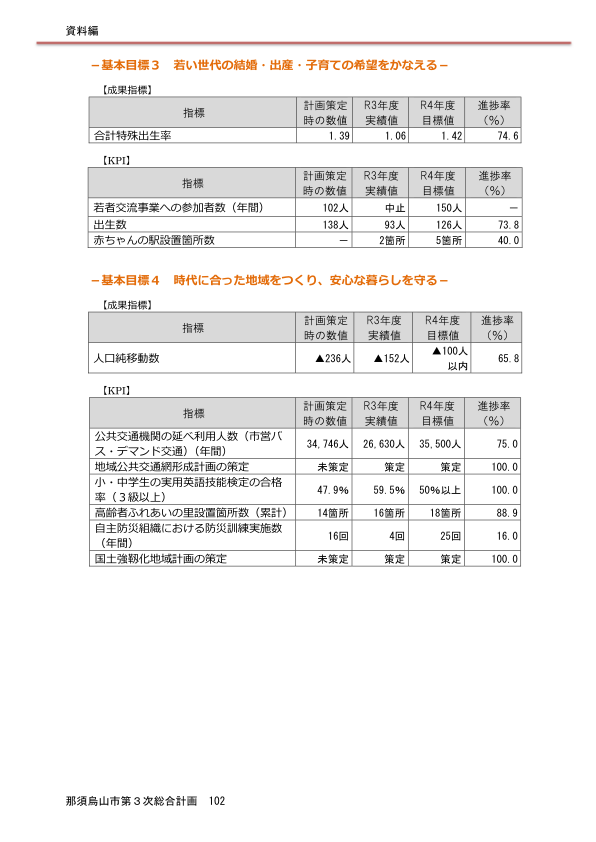 資料編
－基本目標３　若い世代の結婚・出産・子育ての希望をかなえる－
【成果指標】
指標　計画策定時の数値　R3年度実績値　R4年度目標値　進捗率（％）
合計特殊出生率　1.39　1.06　1.42　74.6
【KPI】
指標　計画策定時の数値　R3年度実績値　R4年度目標値　進捗率（％）
若者交流事業への参加者数（年間）　102人　中止　150人　－
出生数　138人　93人　126人　73.8
赤ちゃんの駅設置箇所数　－　2箇所　5箇所　40.0
－基本目標４　時代に合った地域をつくり、安心な暮らしを守る－
【成果指標】
指標　計画策定時の数値　R3年度実績値　R4年度目標値　進捗率（％）
人口純移動数　▲236人　▲152人　▲100人以内　65.8
【KPI】
指標　計画策定時の数値　R3年度実績値　R4年度目標値　進捗率（％）
公共交通機関の延べ利用人数（市営バス・デマンド交通）（年間）　34,746人　26,630人　35,500人　75.0
地域公共交通網形成計画の策定　未策定　策定　策定　100.0
小・中学生の実用英語技能検定の合格率（３級以上）　47.9%　59.5%　50%以上　100.0
高齢者ふれあいの里設置箇所数（累計）　14箇所　16箇所　18箇所　88.9
自主防災組織における防災訓練実施数（年間）　16回　4回　25回　16.0
国土強靱化地域計画の策定　未策定　策定　策定　100.0
那須烏山市第３次総合計画　102